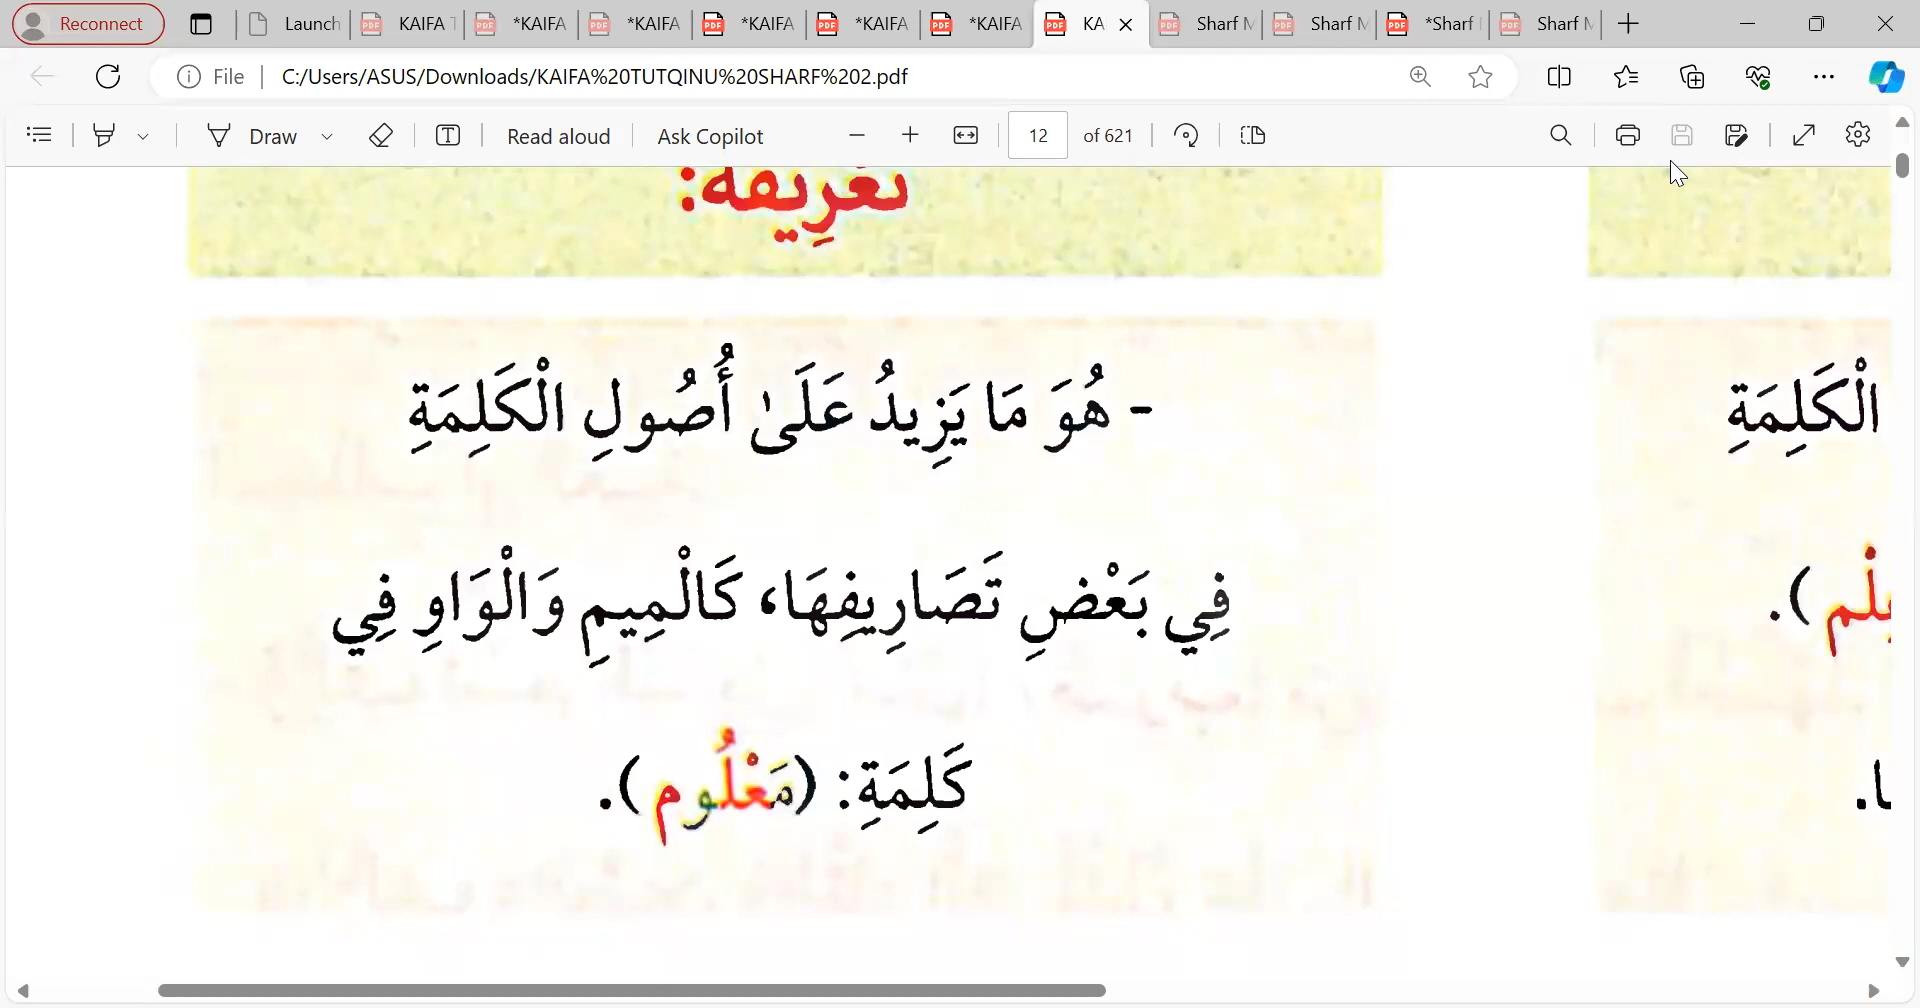 Reconnect
Launch
KAIFA T
*KAIFA
*KAIFA
*KAIFA
*KAIFA
*KAIFA
KA
Sharf M
Sharf M
*Sharf
Sharf M
File
C:/Users/ASUS/Downloads/KAIFA%20TUTQINU%20SHARF%202.pdf
Draw
Read aloud
Ask Copilot
12
of 621
تَعْرِيفُهُ:
- هُوَ مَا يَزِيدُ عَلَىٰ أُصُولِ الْكَلِمَةِ
فِي بَعْضِ تَصَارِيفِهَا، كَالْمِيمِ وَالْوَاوِ فِي
كَلِمَةِ: (مَعْلُوم).
الْكَلِمَةِ